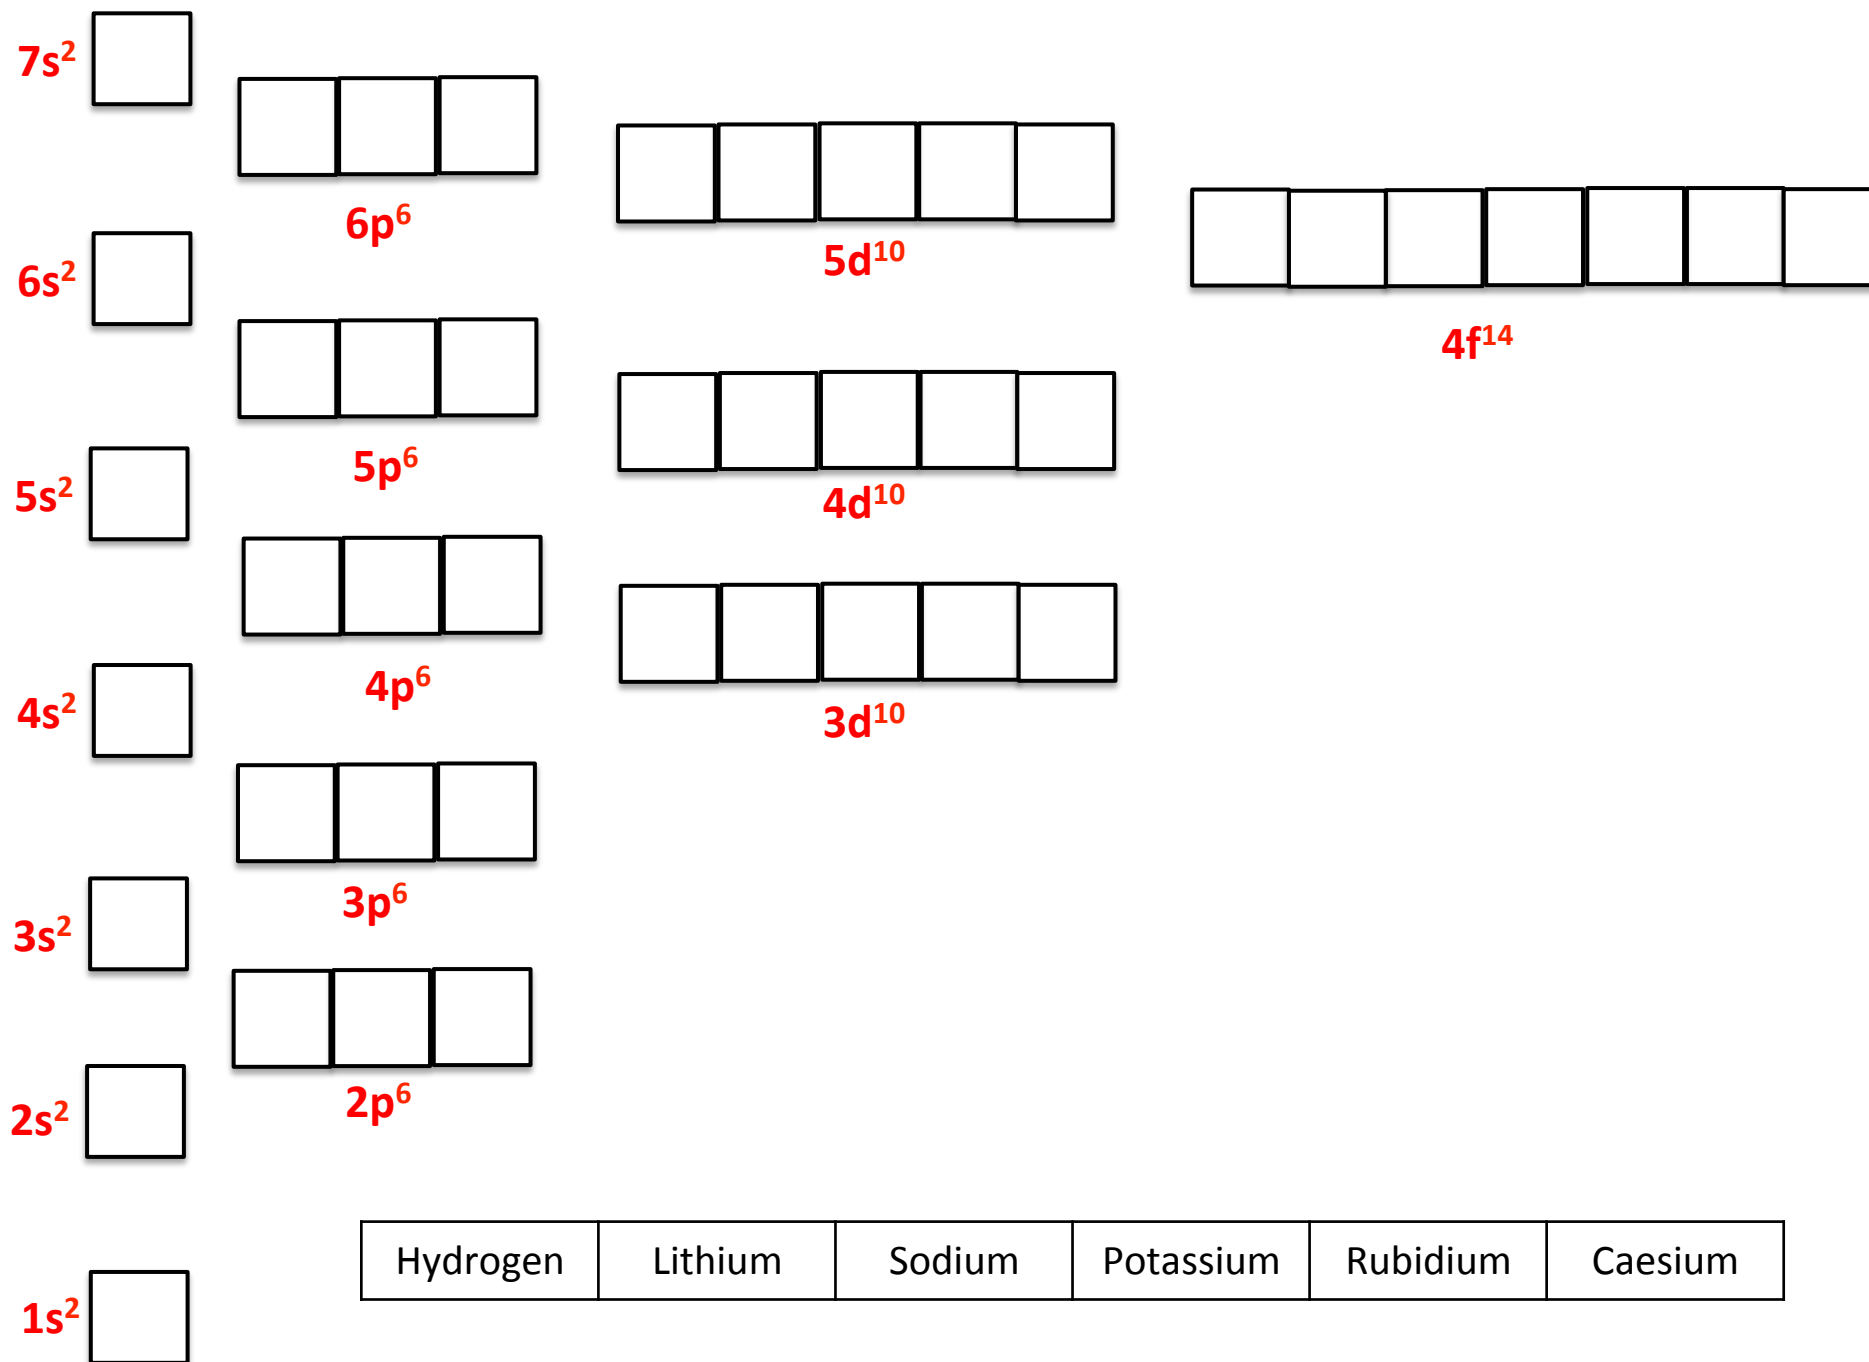 7s²
6p⁶
5d¹⁰
6s²
4f¹⁴
5p⁶
4d¹⁰
5s²
4p⁶
3d¹⁰
4s²
3p⁶
3s²
2p⁶
2s²
Hydrogen Lithium Sodium Potassium Rubidium Caesium
1s²